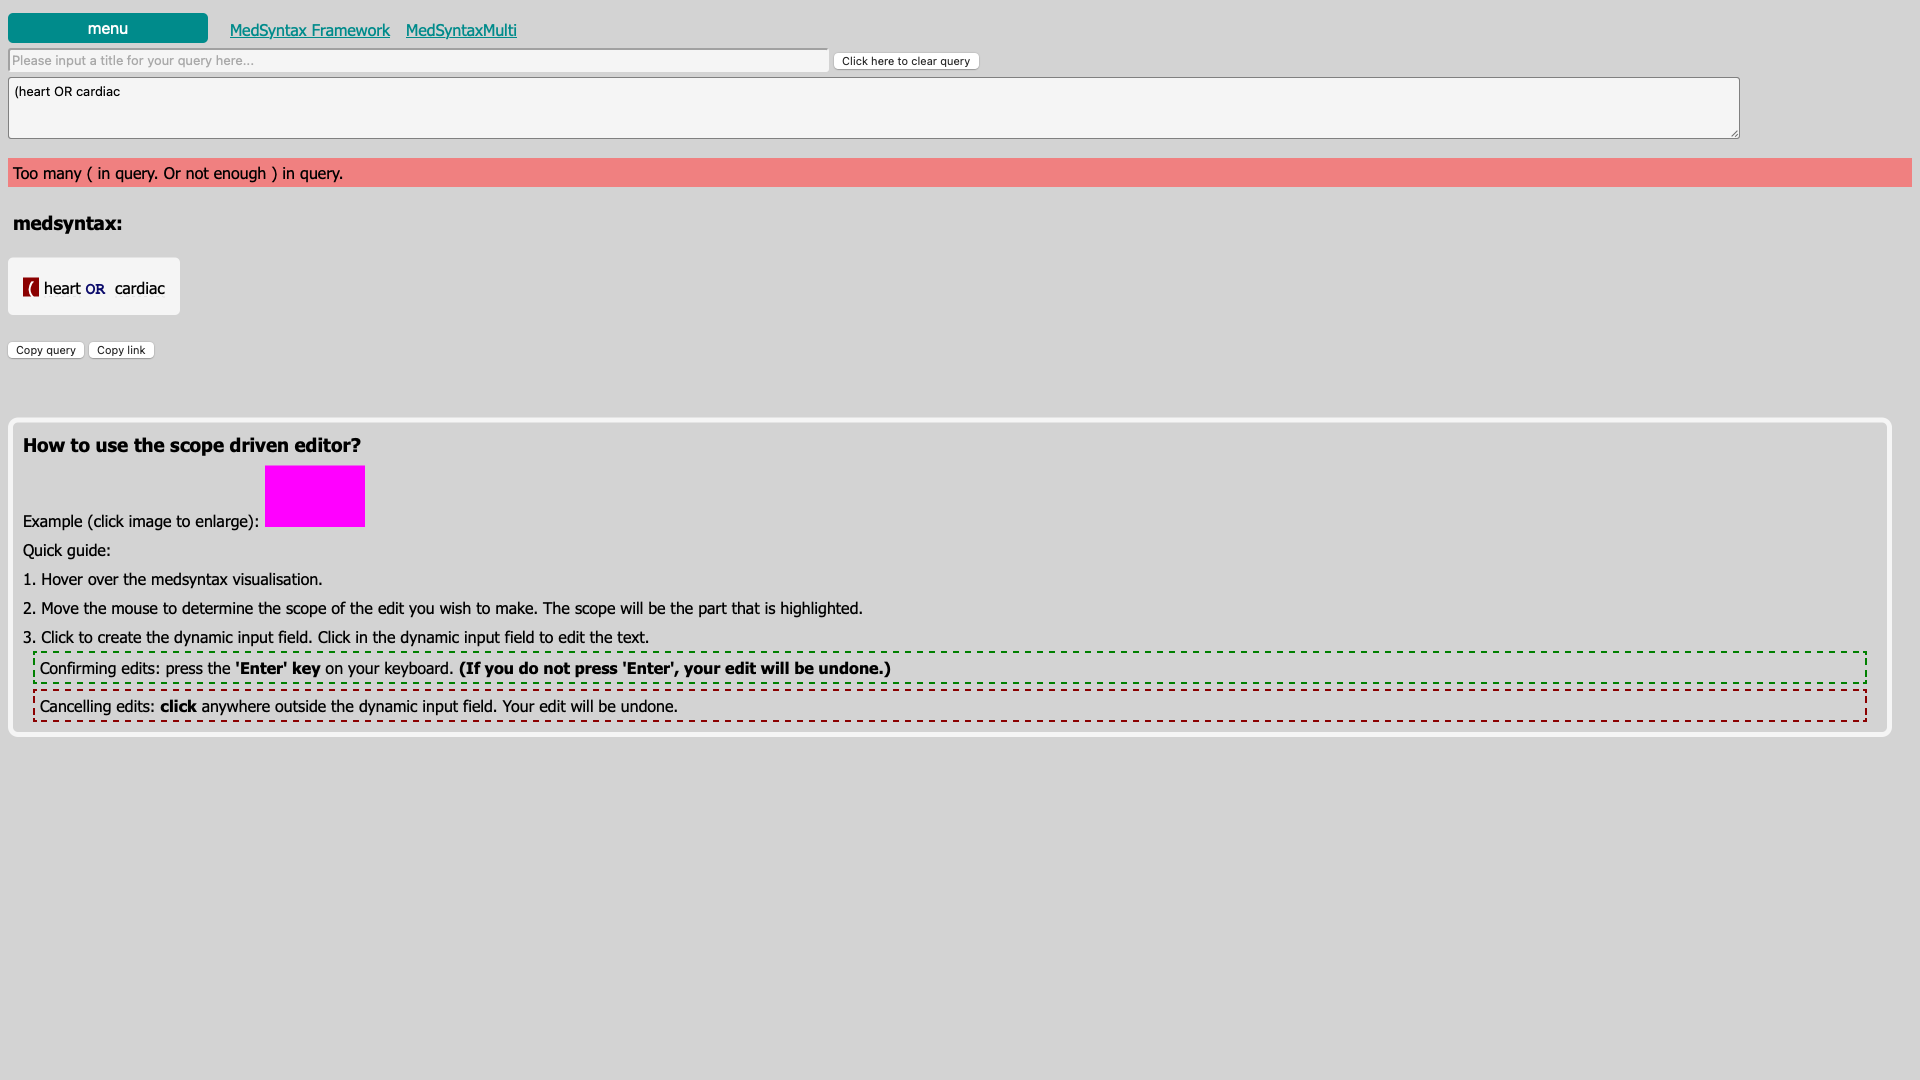 menu MedSyntax Framework MedSyntaxMulti
Please input a title for your query here... Click here to clear query
(heart OR cardiac
Too many ( in query. Or not enough ) in query.
medsyntax:
( heart OR cardiac
Copy query Copy link
How to use the scope driven editor?
Example (click image to enlarge):
Quick guide:
1. Hover over the medsyntax visualisation.
2. Move the mouse to determine the scope of the edit you wish to make. The scope will be the part that is highlighted.
3. Click to create the dynamic input field. Click in the dynamic input field to edit the text.
Confirming edits: press the 'Enter' key on your keyboard. (If you do not press 'Enter', your edit will be undone.)
Cancelling edits: click anywhere outside the dynamic input field. Your edit will be undone.